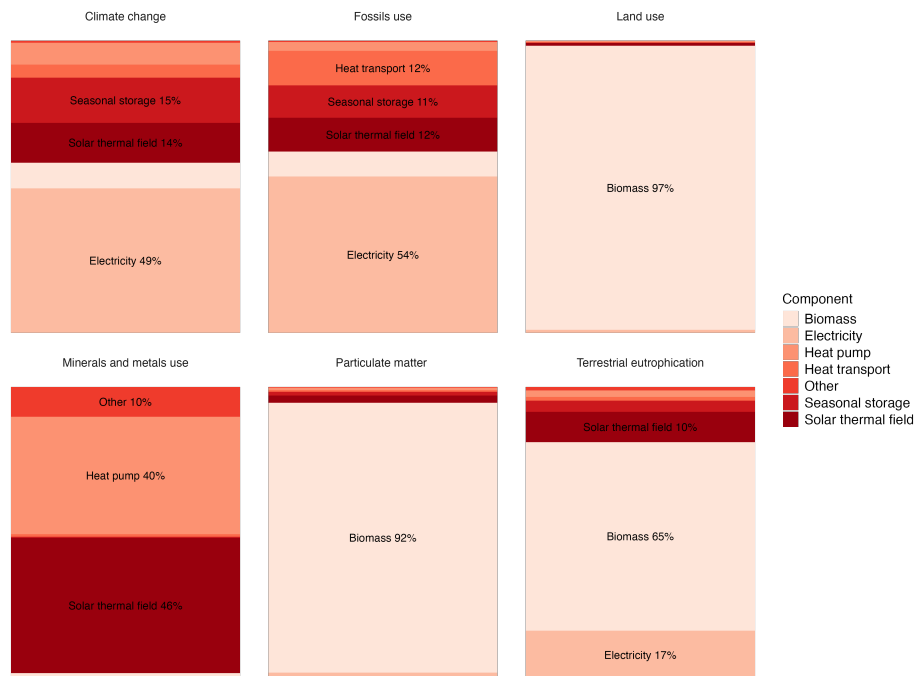 Climate change
Fossils use
Land use
Heat transport 12%
Seasonal storage 15%
Seasonal storage 11%
Solar thermal field 14%
Solar thermal field 12%
Biomass 97%
Electricity 49%
Electricity 54%
Minerals and metals use
Particulate matter
Terrestrial eutrophication
Other 10%
Solar thermal field 10%
Heat pump 40%
Biomass 92%
Biomass 65%
Solar thermal field 46%
Electricity 17%
Component
Biomass
Electricity
Heat pump
Heat transport
Other
Seasonal storage
Solar thermal field